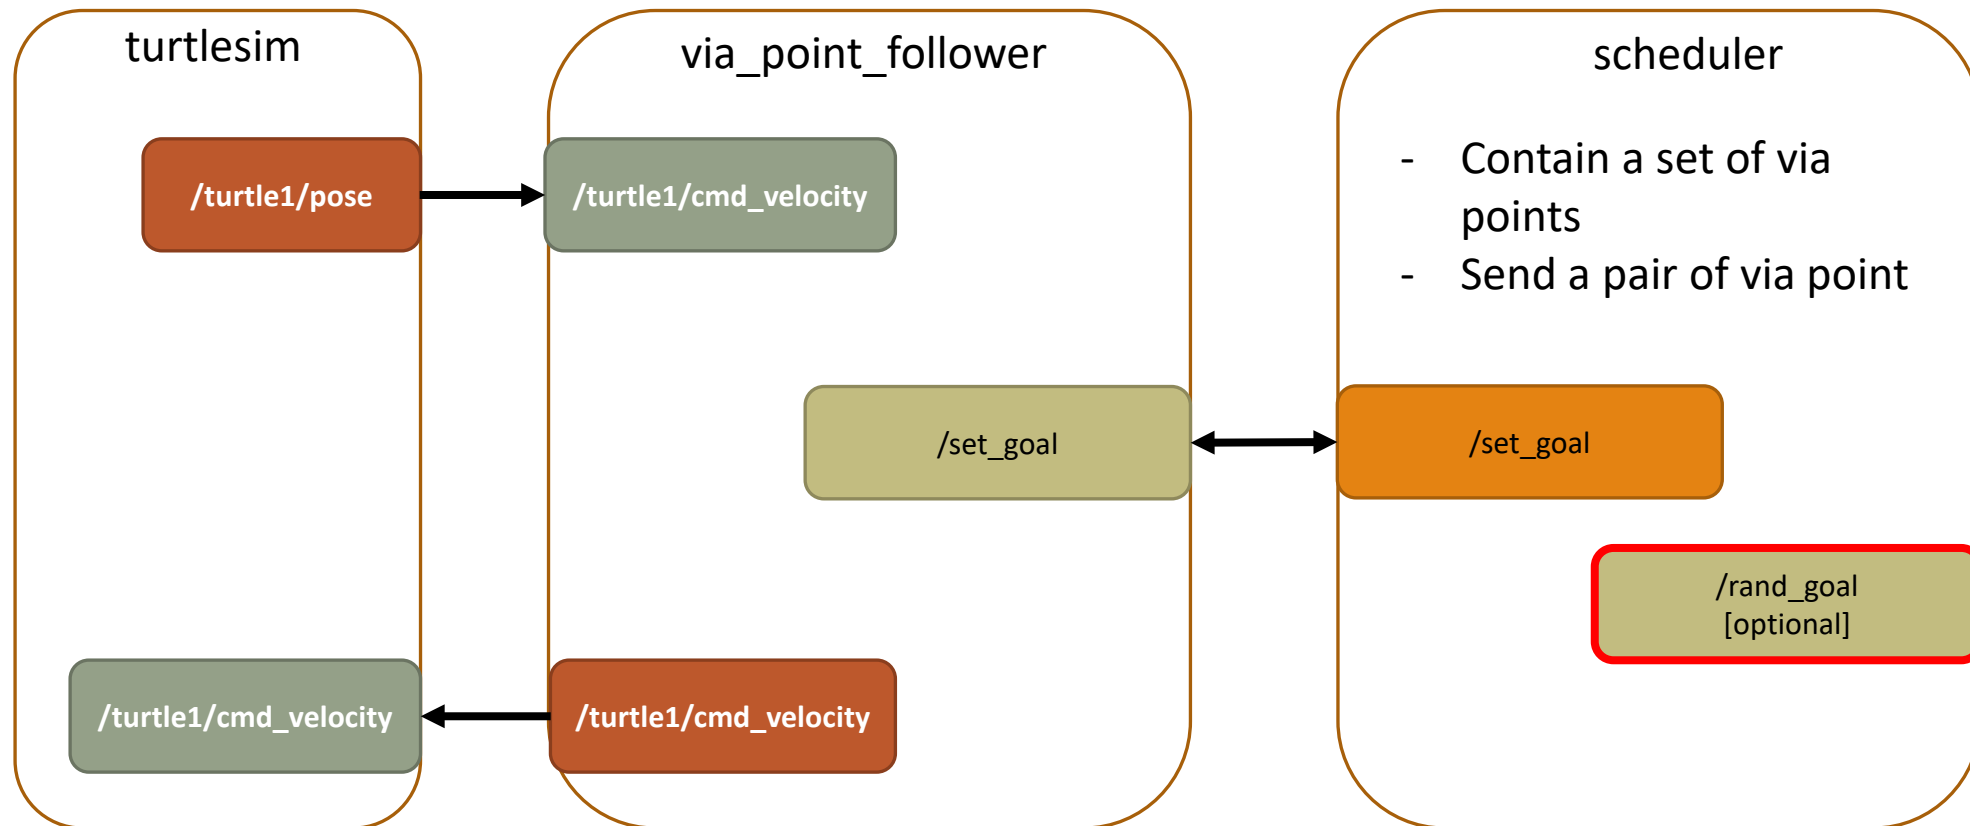 turtlesim
via_point_follower
scheduler
/turtle1/pose
/turtle1/cmd_velocity
- Contain a set of via
points
- Send a pair of via point
/set_goal
/set_goal
/rand_goal
[optional]
/turtle1/cmd_velocity
/turtle1/cmd_velocity